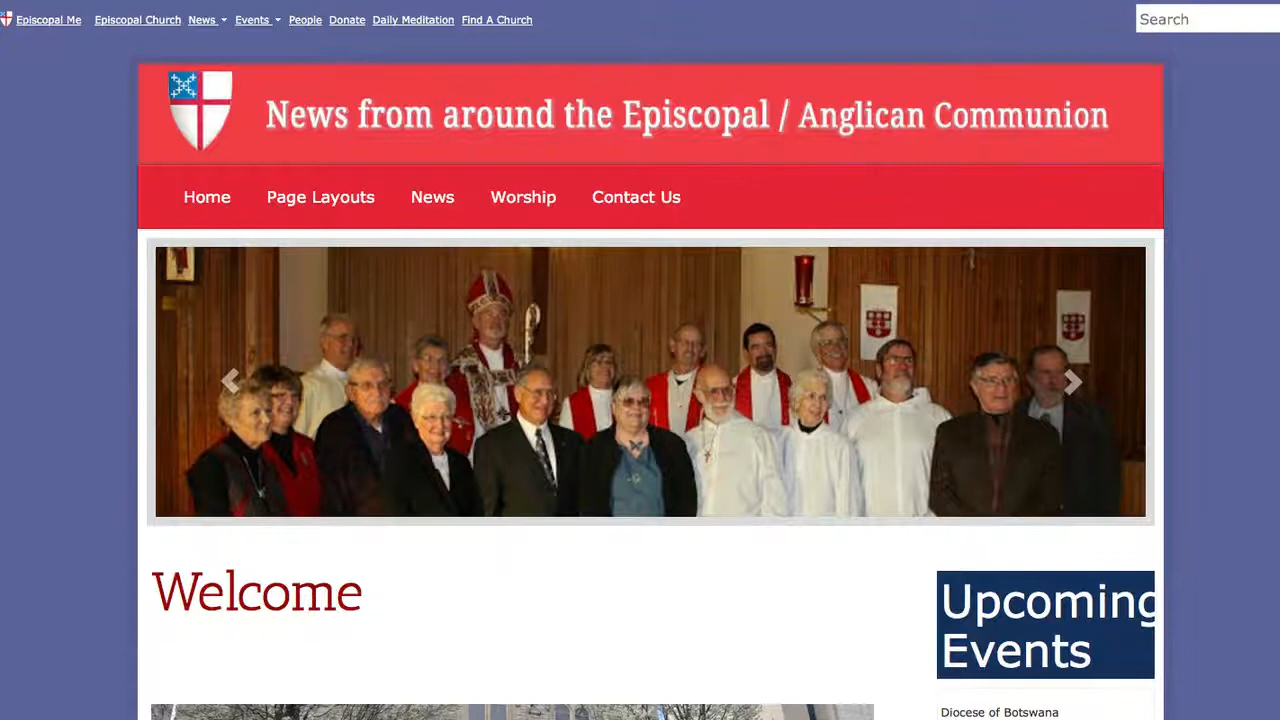 Episcopal Me Episcopal Church News Events People Donate Daily Meditation Find A Church
Search
News from around the Episcopal / Anglican Communion
Home Page Layouts News Worship Contact Us
Welcome
Upcoming
Events
Diocese of Botswana